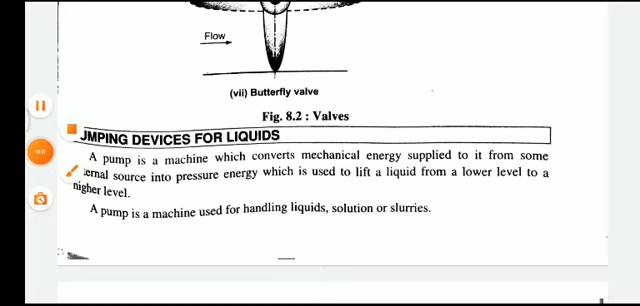 Flow
(vii) Butterfly valve
Fig. 8.2 : Valves
UMPING DEVICES FOR LIQUIDS
A pump is a machine which converts mechanical energy supplied to it from some
ternal source into pressure energy which is used to lift a liquid from a lower level to a
higher level.
A pump is a machine used for handling liquids, solution or slurries.